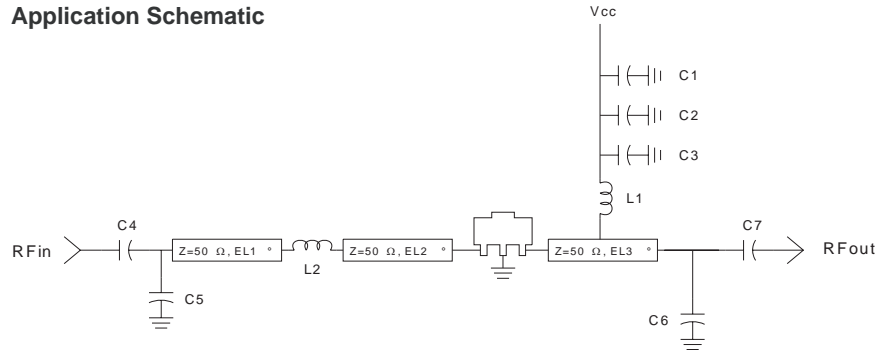 Application Schematic
Vcc
C1
C2
C3
L1
C4
C7
RFin
Z=50 Ω, EL1 °
L2
Z=50 Ω, EL2 °
Z=50 Ω, EL3 °
RFout
C5
C6